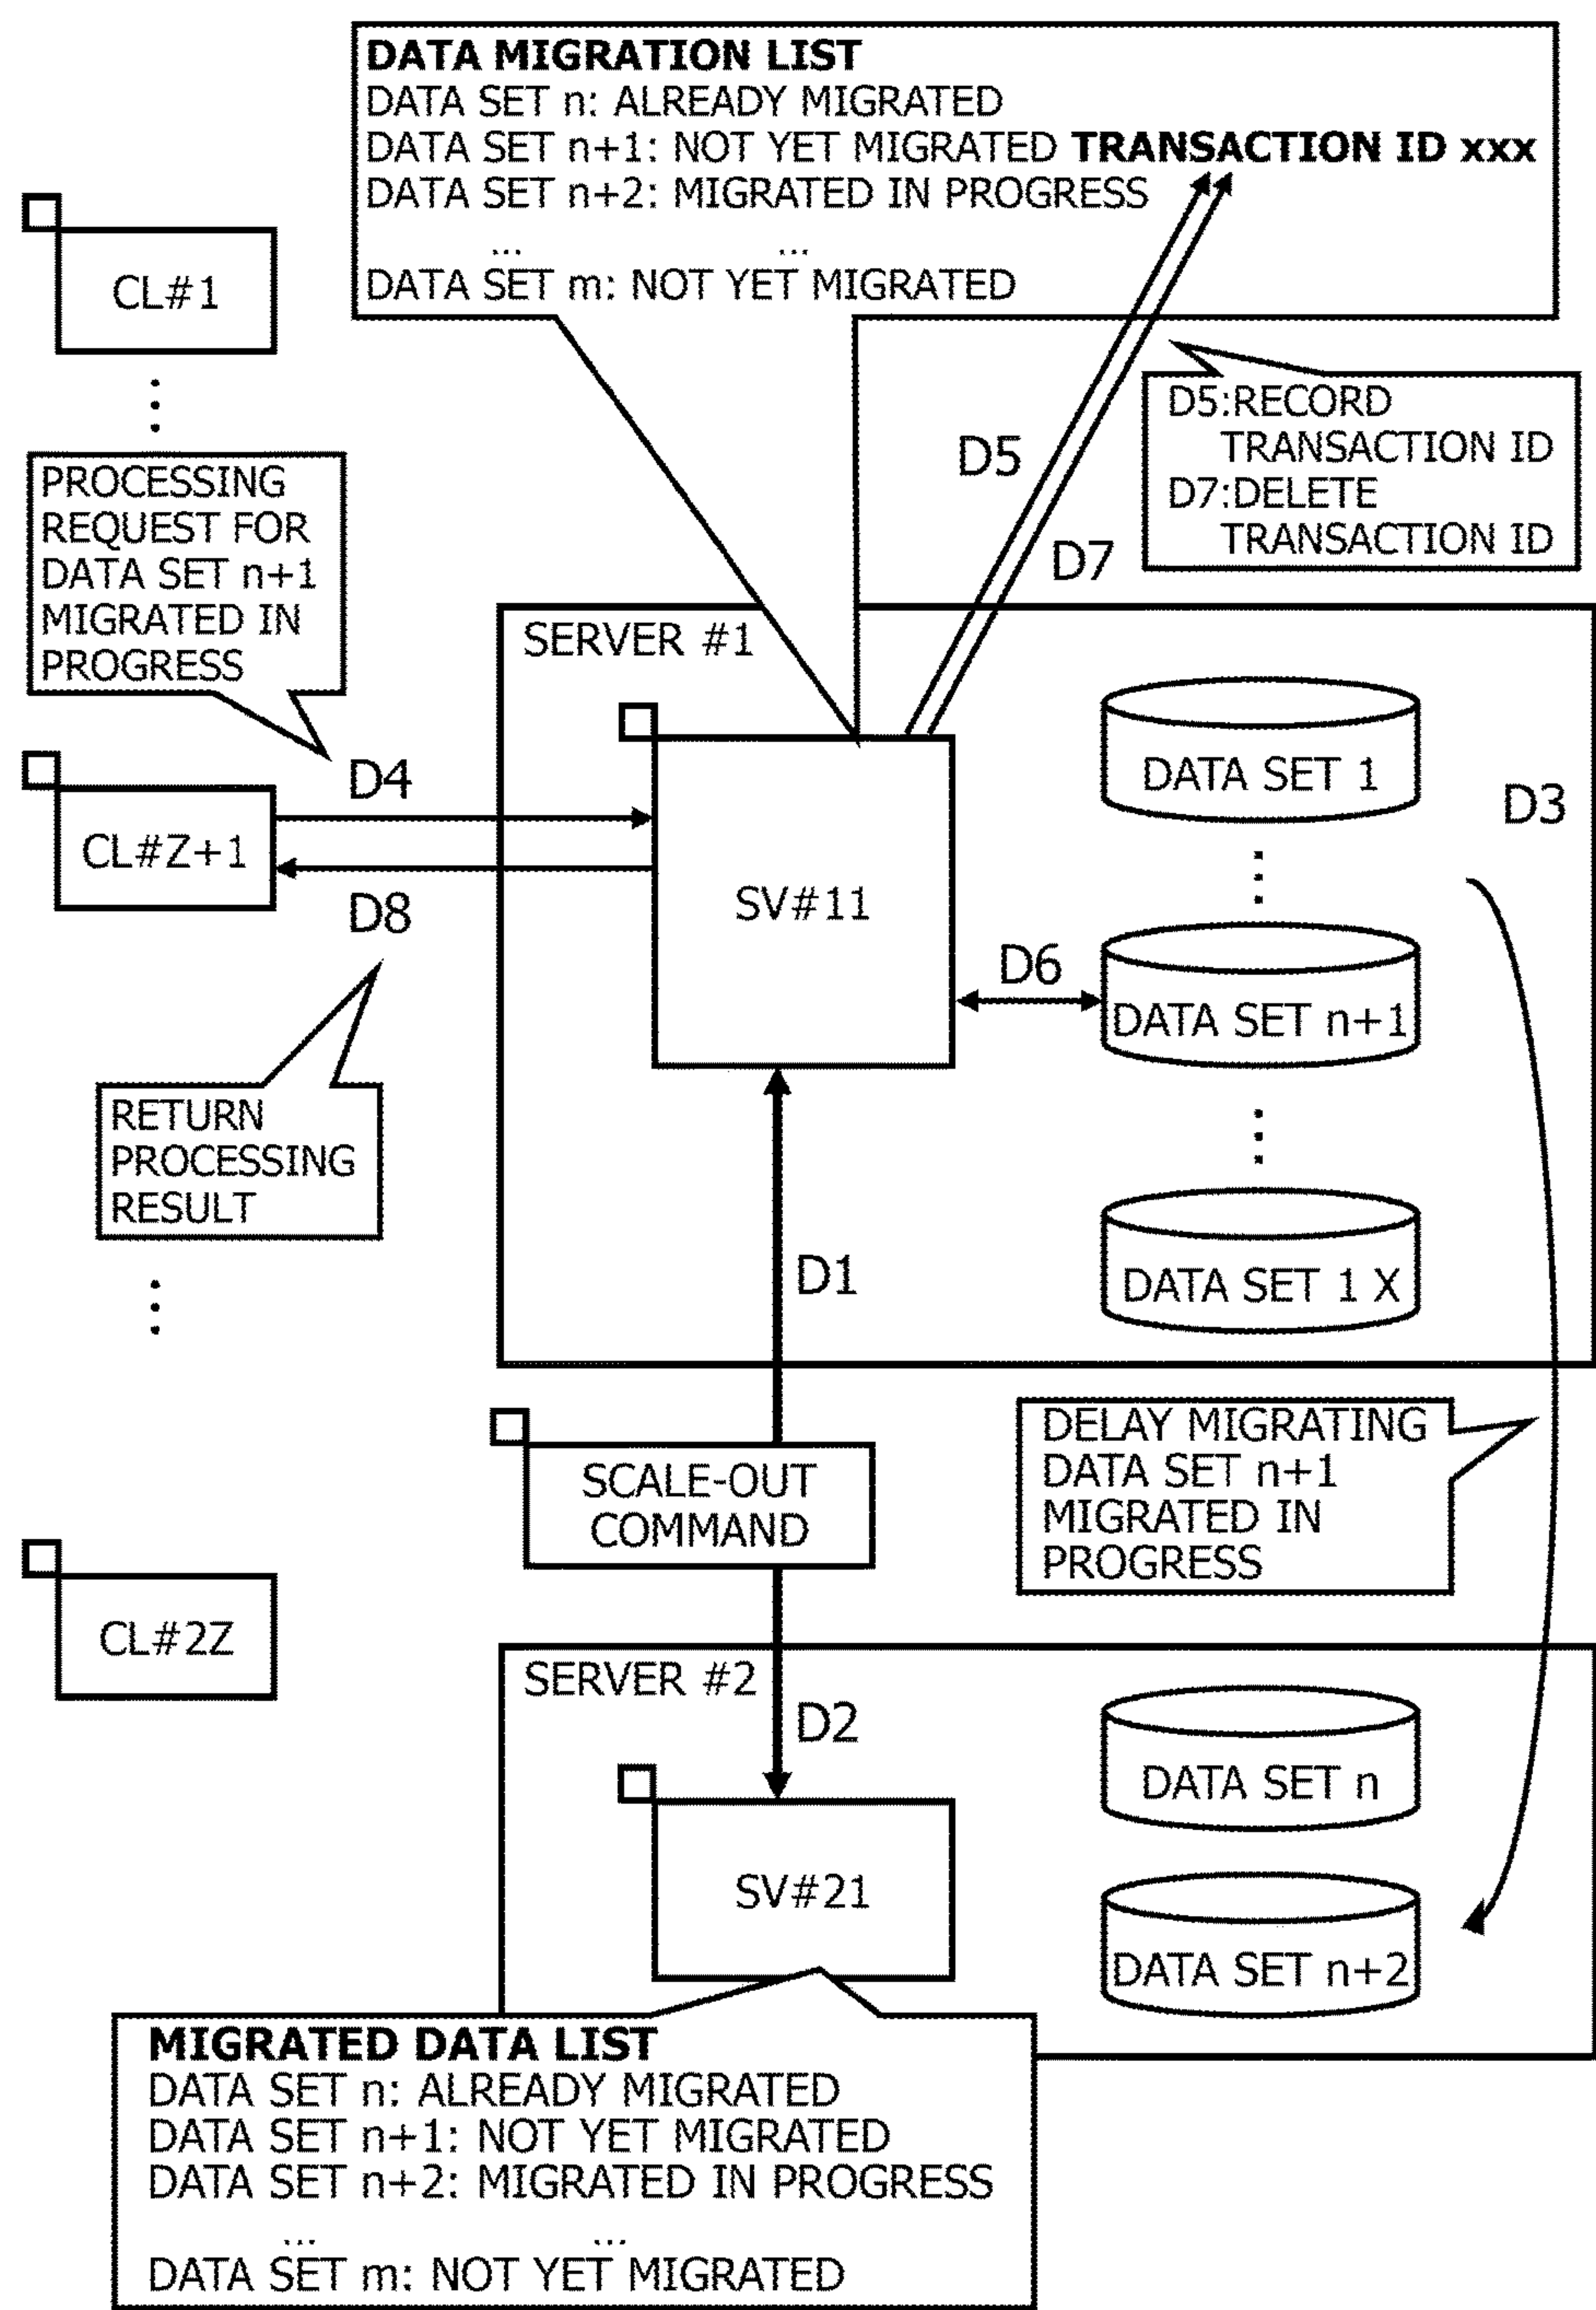 DATA MIGRATION LIST
DATA SET n: ALREADY MIGRATED
DATA SET n+1: NOT YET MIGRATED TRANSACTION ID xxx
DATA SET n+2: MIGRATED IN PROGRESS
... ...
DATA SET m: NOT YET MIGRATED
CL#1
D5:RECORD
TRANSACTION ID
D7:DELETE
TRANSACTION ID
D5
D7
PROCESSING
REQUEST FOR
DATA SET n+1
MIGRATED IN
PROGRESS
SERVER #1
D4
CL#Z+1
D8
SV#11
DATA SET 1
D3
D6
DATA SET n+1
RETURN
PROCESSING
RESULT
D1
DATA SET 1 X
SCALE-OUT
COMMAND
DELAY MIGRATING
DATA SET n+1
MIGRATED IN
PROGRESS
CL#2Z
SERVER #2
D2
DATA SET n
SV#21
DATA SET n+2
MIGRATED DATA LIST
DATA SET n: ALREADY MIGRATED
DATA SET n+1: NOT YET MIGRATED
DATA SET n+2: MIGRATED IN PROGRESS
... ...
DATA SET m: NOT YET MIGRATED